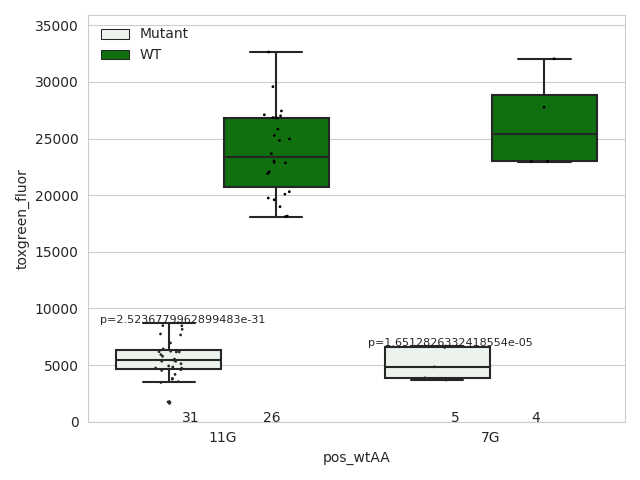 Mutant
WT
35000
30000
25000
20000
15000
10000
5000
0
toxgreen_fluor
p=2.5236779962899483e-31
p=1.6512826332418554e-05
31 26 5 4
11G 7G
pos_wtAA